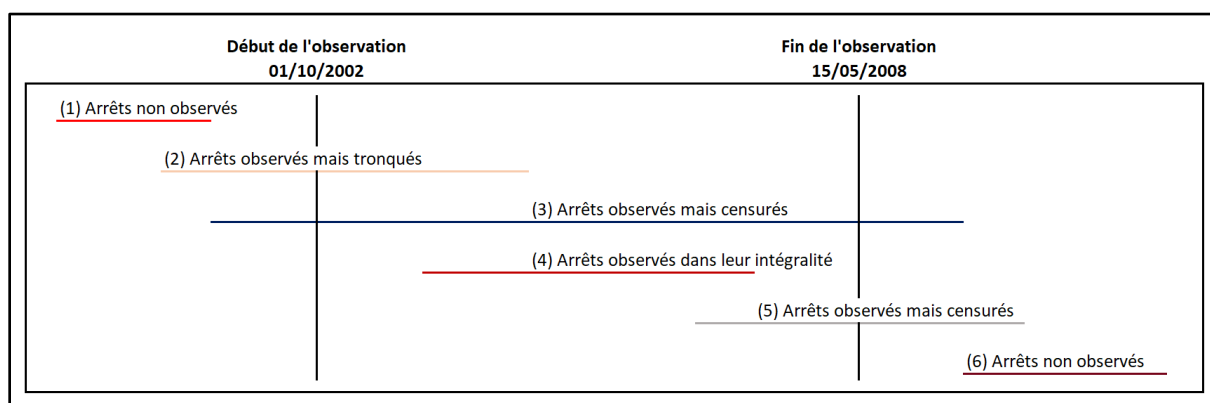 Début de l'observation
01/10/2002
Fin de l'observation
15/05/2008
(1) Arrêts non observés
(2) Arrêts observés mais tronqués
(3) Arrêts observés mais censurés
(4) Arrêts observés dans leur intégralité
(5) Arrêts observés mais censurés
(6) Arrêts non observés